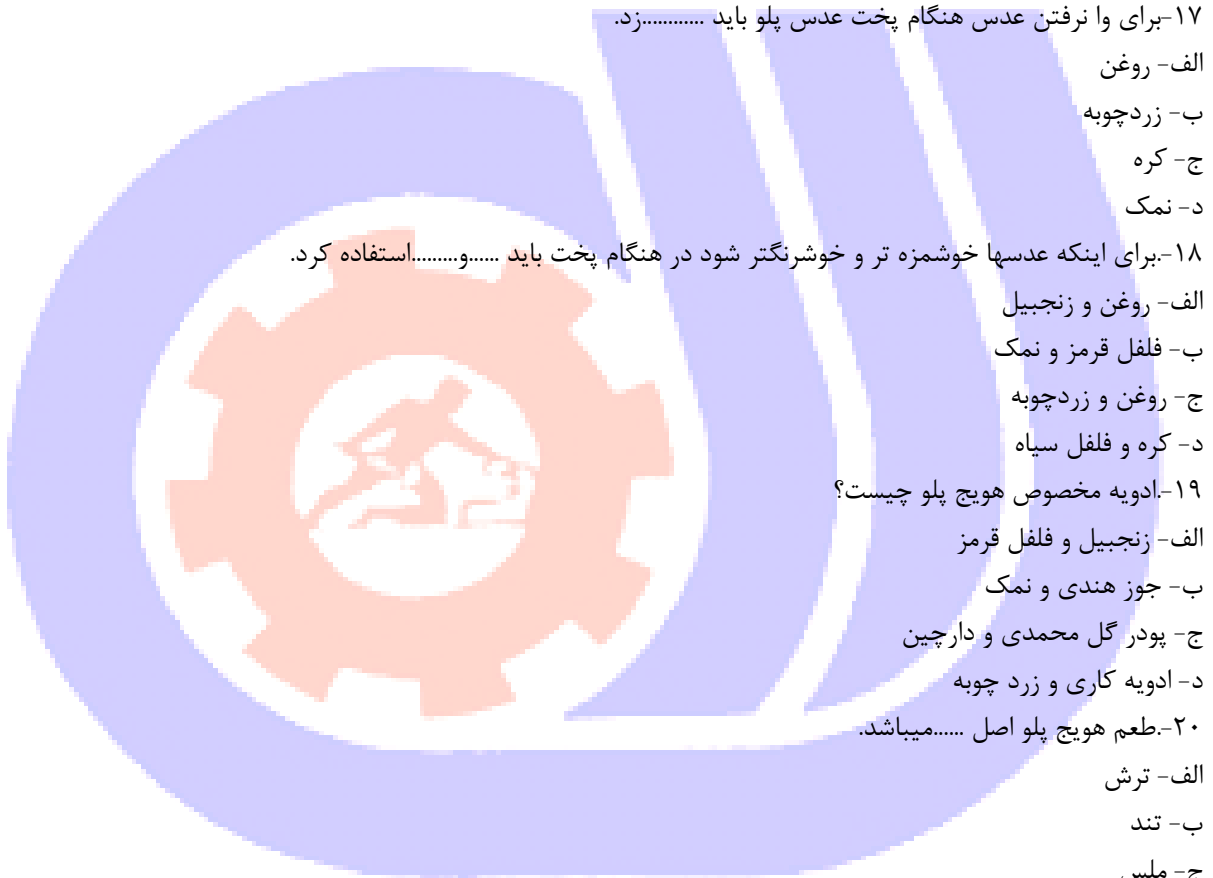 ۱۷-برای وا نرفتن عدس هنگام پخت عدس پلو باید ............زد.
الف- روغن
ب- زردچوبه
ج- کره
د- نمک
۱۸-.برای اینکه عدسها خوشمزه تر و خوشرنگتر شود در هنگام پخت باید ......و.........استفاده کرد.
الف- روغن و زنجبیل
ب- فلفل قرمز و نمک
ج- روغن و زردچوبه
د- کره و فلفل سیاه
۱۹-.ادویه مخصوص هویج پلو چیست؟
الف- زنجبیل و فلفل قرمز
ب- جوز هندی و نمک
ج- پودر گل محمدی و دارچین
د- ادویه کاری و زرد چوبه
۲۰-.طعم هویج پلو اصل ......میباشد.
الف- ترش
ب- تند
ج- ملس